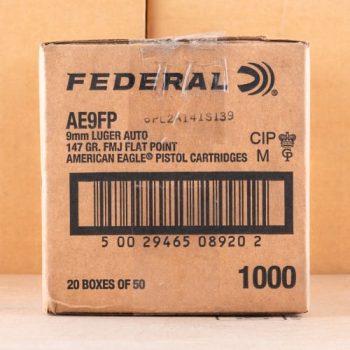 FEDERAL
AE9FP
6PL2A141S139
9mm LUGER AUTO
147 GR. FMJ FLAT POINT
AMERICAN EAGLE® PISTOL CARTRIDGES
CIP
M
5 00 29465 08920 2
20 BOXES OF 50
1000